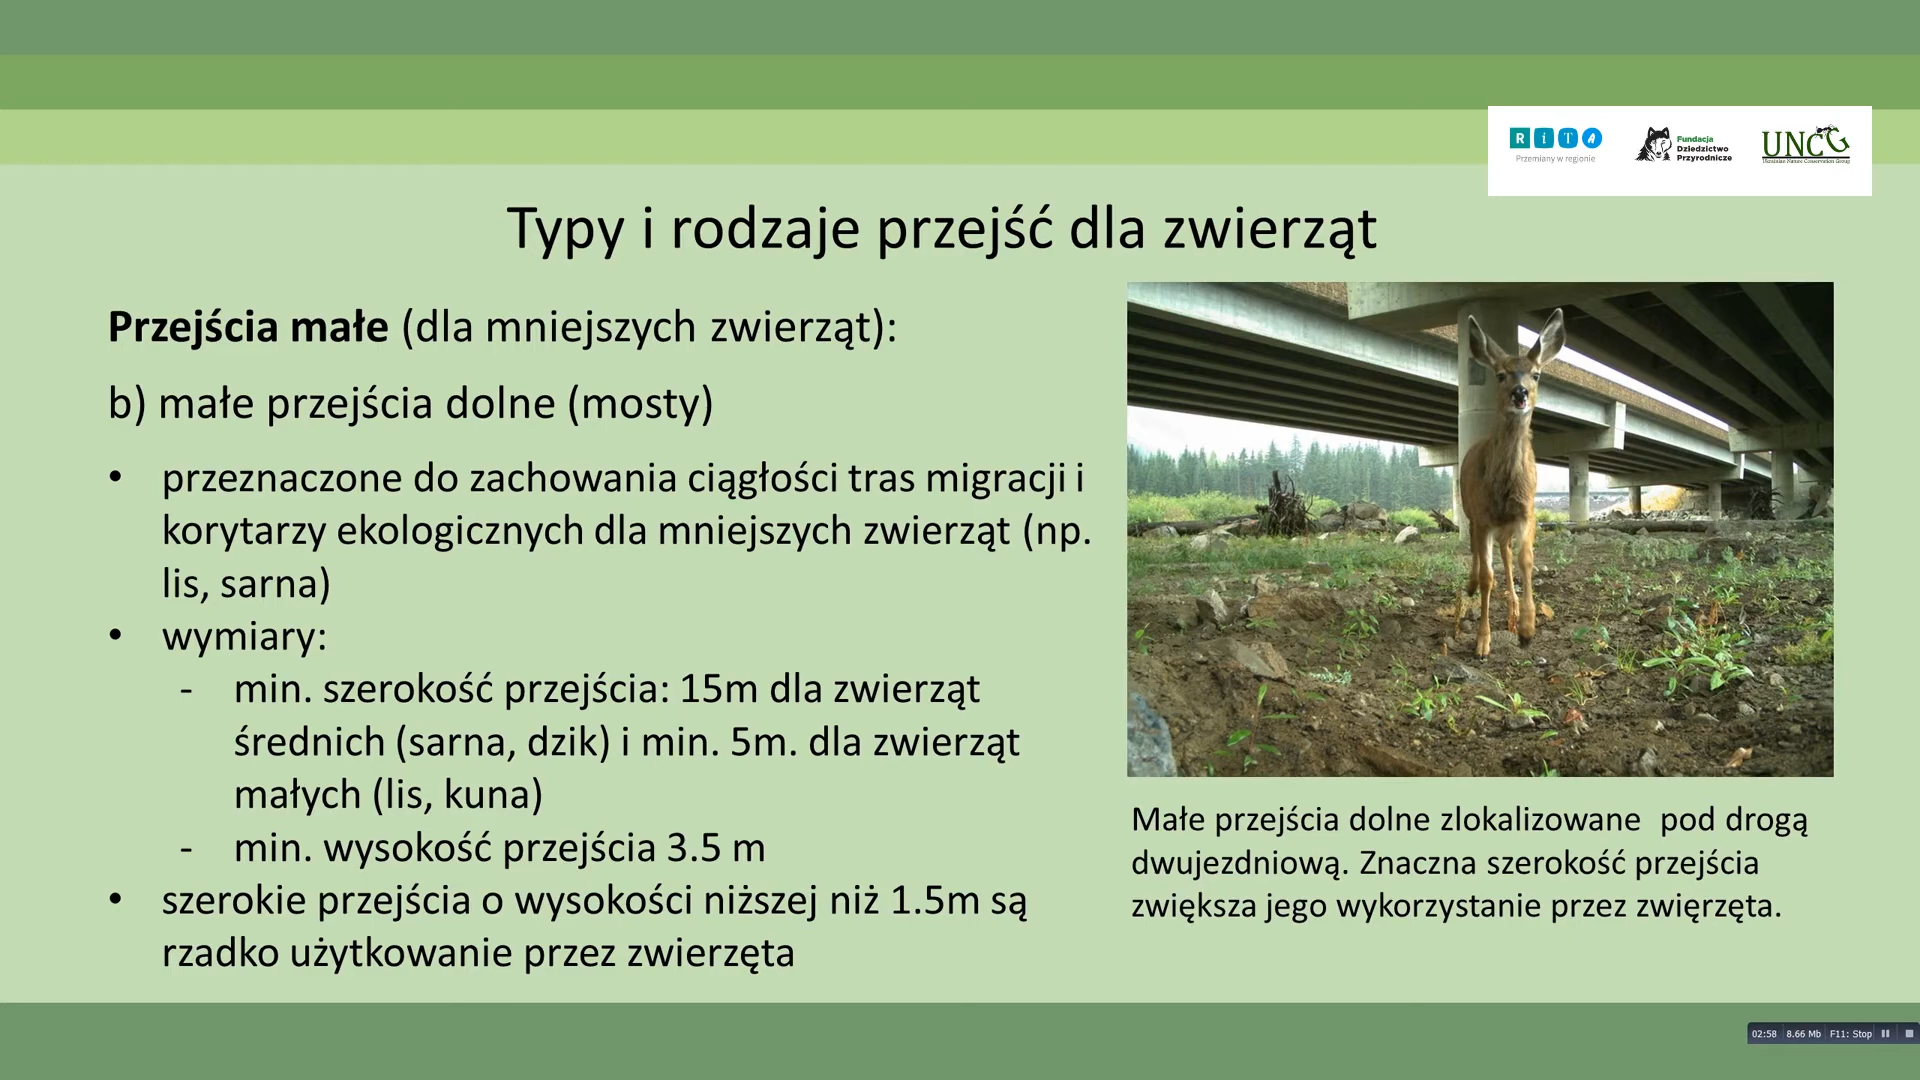 R i T A
Przemiany w regionie
Fundacja
Dziedzictwo
Przyrodnicze
UNCG
Ukrainian Nature Conservation Group
Typy i rodzaje przejść dla zwierząt
Przejścia małe (dla mniejszych zwierząt):
b) małe przejścia dolne (mosty)
• przeznaczone do zachowania ciągłości tras migracji i
korytarzy ekologicznych dla mniejszych zwierząt (np.
lis, sarna)
• wymiary:
- min. szerokość przejścia: 15m dla zwierząt
średnich (sarna, dzik) i min. 5m. dla zwierząt
małych (lis, kuna)
- min. wysokość przejścia 3.5 m
• szerokie przejścia o wysokości niższej niż 1.5m są
rzadko użytkowanie przez zwierzęta
Małe przejścia dolne zlokalizowane  pod drogą
dwujezdniową. Znaczna szerokość przejścia
zwiększa jego wykorzystanie przez zwięrzęta.
02:58 8.66 Mb F11: Stop